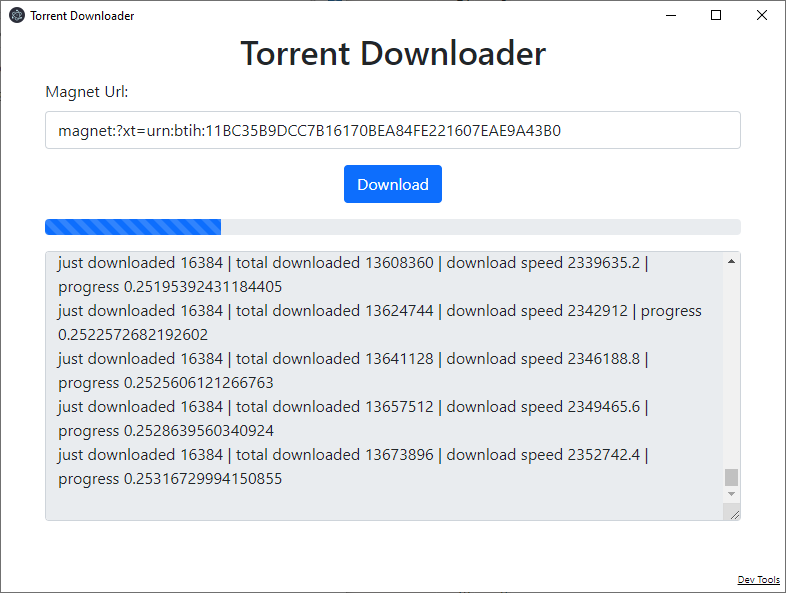 Torrent Downloader
Torrent Downloader
Magnet Url:
magnet:?xt=urn:btih:11BC35B9DCC7B16170BEA84FE221607EAE9A43B0
Download
just downloaded 16384 | total downloaded 13608360 | download speed 2339635.2 |
progress 0.25195392431184405
just downloaded 16384 | total downloaded 13624744 | download speed 2342912 | progress
0.2522572682192602
just downloaded 16384 | total downloaded 13641128 | download speed 2346188.8 |
progress 0.2525606121266763
just downloaded 16384 | total downloaded 13657512 | download speed 2349465.6 |
progress 0.2528639560340924
just downloaded 16384 | total downloaded 13673896 | download speed 2352742.4 |
progress 0.25316729994150855
Dev Tools